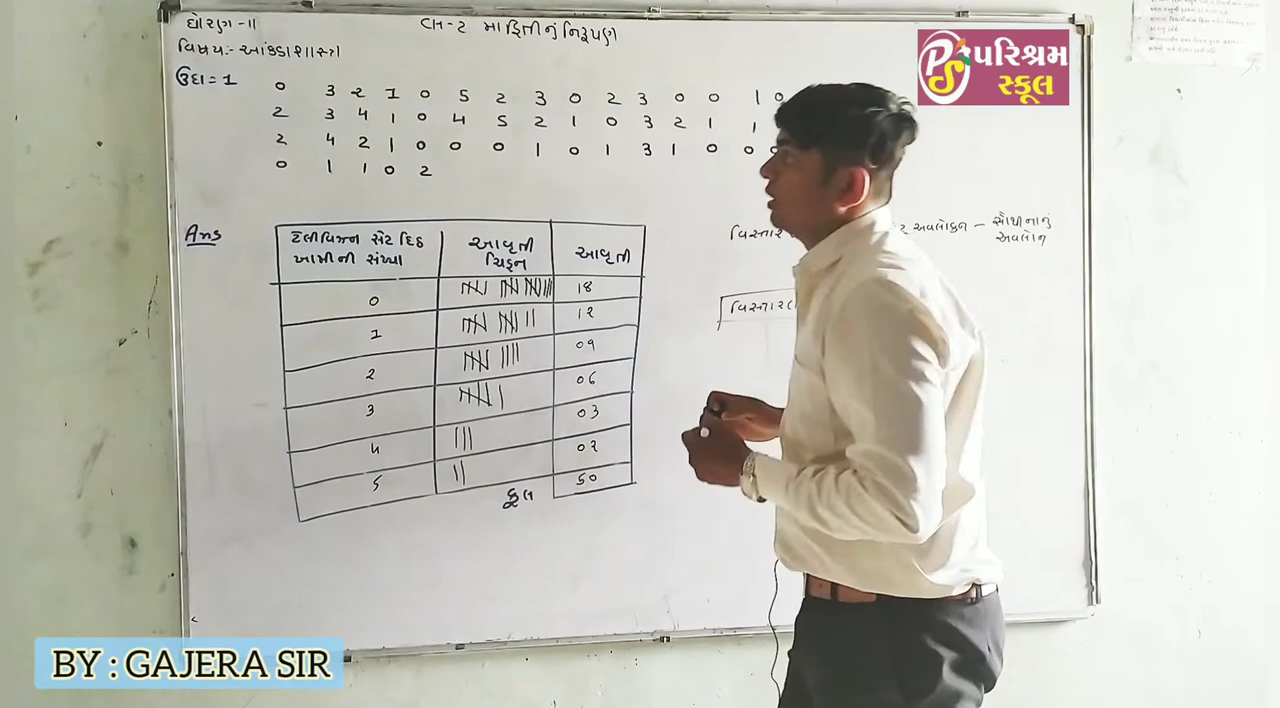 ધોરણ-૧૧
CH-2 માહિતીનું નિરૂપણ
વિષય:- આંકડાશાસ્ત્ર
ઉદા = 1
0 3 2 1 0 5 2 3 0 2 3 0 0 1 0
2 3 4 1 0 4 5 2 1 0 3 2 1 1
2 4 2 1 0 0 0 1 0 1 3 1 0 0 0
0 1 1 0 2
પરિશ્રમ
સ્કૂલ
Ans
ટેલીવિઝન સેટ દિઠ
ખામીની સંખ્યા
આવૃતી
ચિહ્ન
આવૃતી
0 18
1 12
2 09
3 06
4 03
5 02
કુલ 50
અવલોકન – સૌથી નાનું
અવલોન
વિસ્તાર
BY : GAJERA SIR